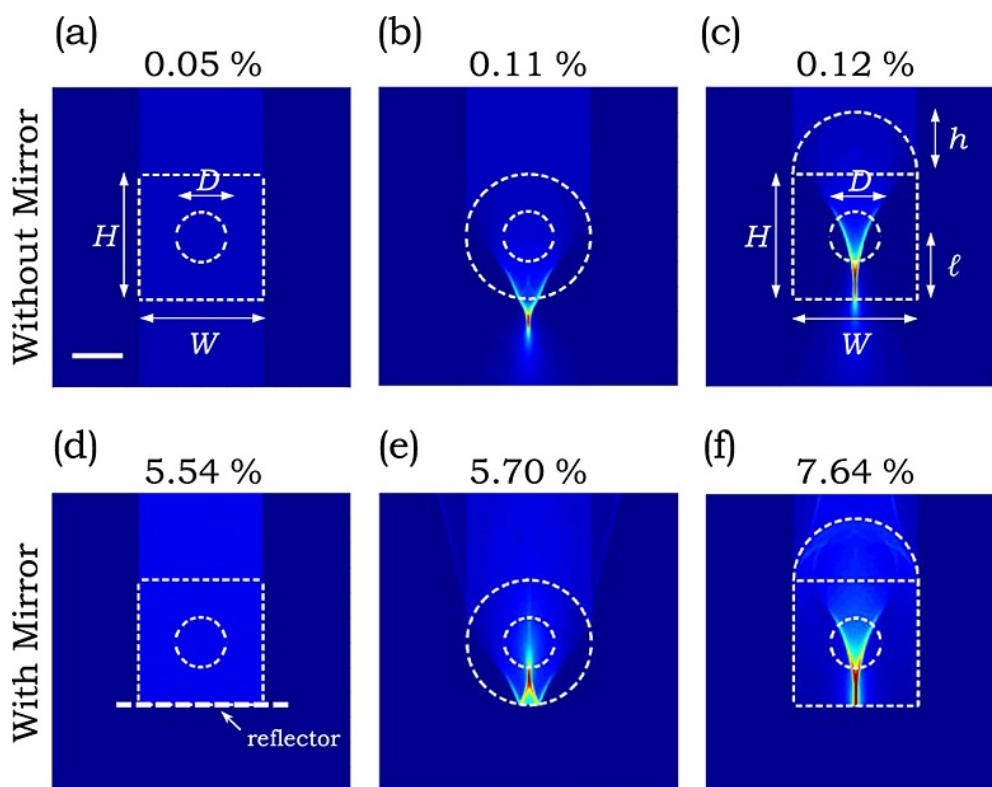 (a)
0.05 %
(b)
0.11 %
(c)
0.12 %
Without Mirror
D
H
W
h
D
H
ℓ
W
(d)
5.54 %
(e)
5.70 %
(f)
7.64 %
With Mirror
reflector